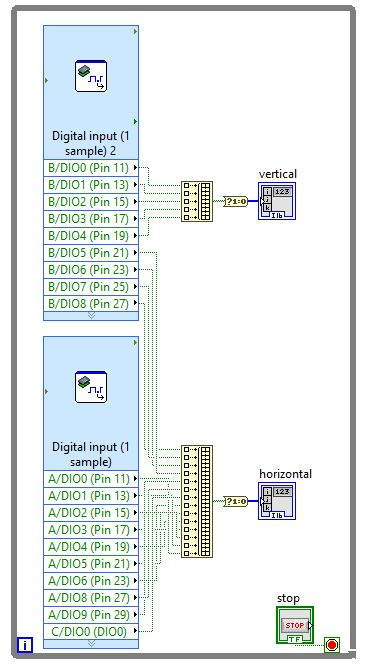 Digital input (1
sample) 2
B/DIO0 (Pin 11)
B/DIO1 (Pin 13)
B/DIO2 (Pin 15)
B/DIO3 (Pin 17)
B/DIO4 (Pin 19)
B/DIO5 (Pin 21)
B/DIO6 (Pin 23)
B/DIO7 (Pin 25)
B/DIO8 (Pin 27)
vertical
?1:0
i 123
j
k
I16
Digital input (1
sample)
A/DIO0 (Pin 11)
A/DIO1 (Pin 13)
A/DIO2 (Pin 15)
A/DIO3 (Pin 17)
A/DIO4 (Pin 19)
A/DIO5 (Pin 21)
A/DIO6 (Pin 23)
A/DIO8 (Pin 27)
A/DIO9 (Pin 29)
C/DIO0 (DIO0)
horizontal
?1:0
i 123
j
k
I16
stop
STOP
TF
i